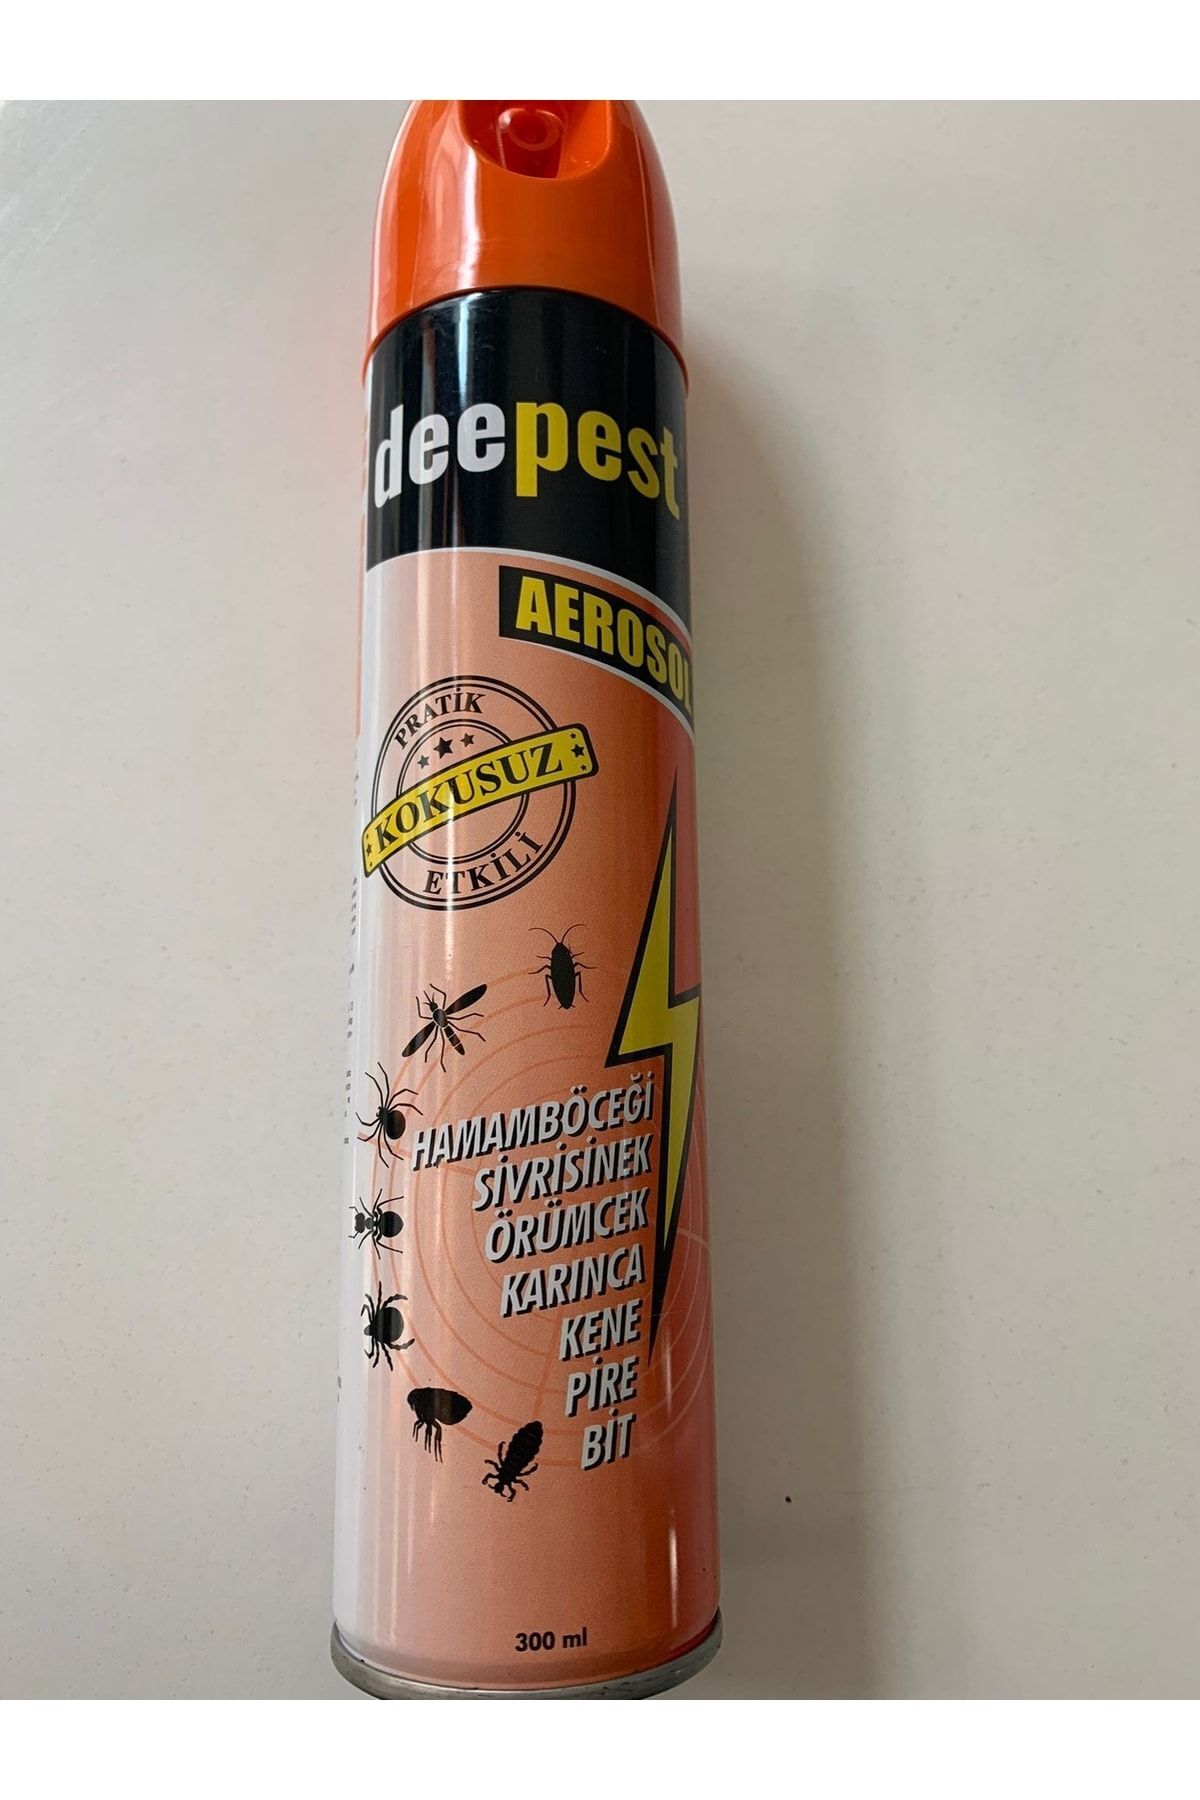 deepest
AEROSOL
PRATİK
KOKUSUZ
ETKİLİ
HAMAMBÖCEĞİ
SİVRİSİNEK
ÖRÜMCEK
KARINCA
KENE
PİRE
BİT
300 ml